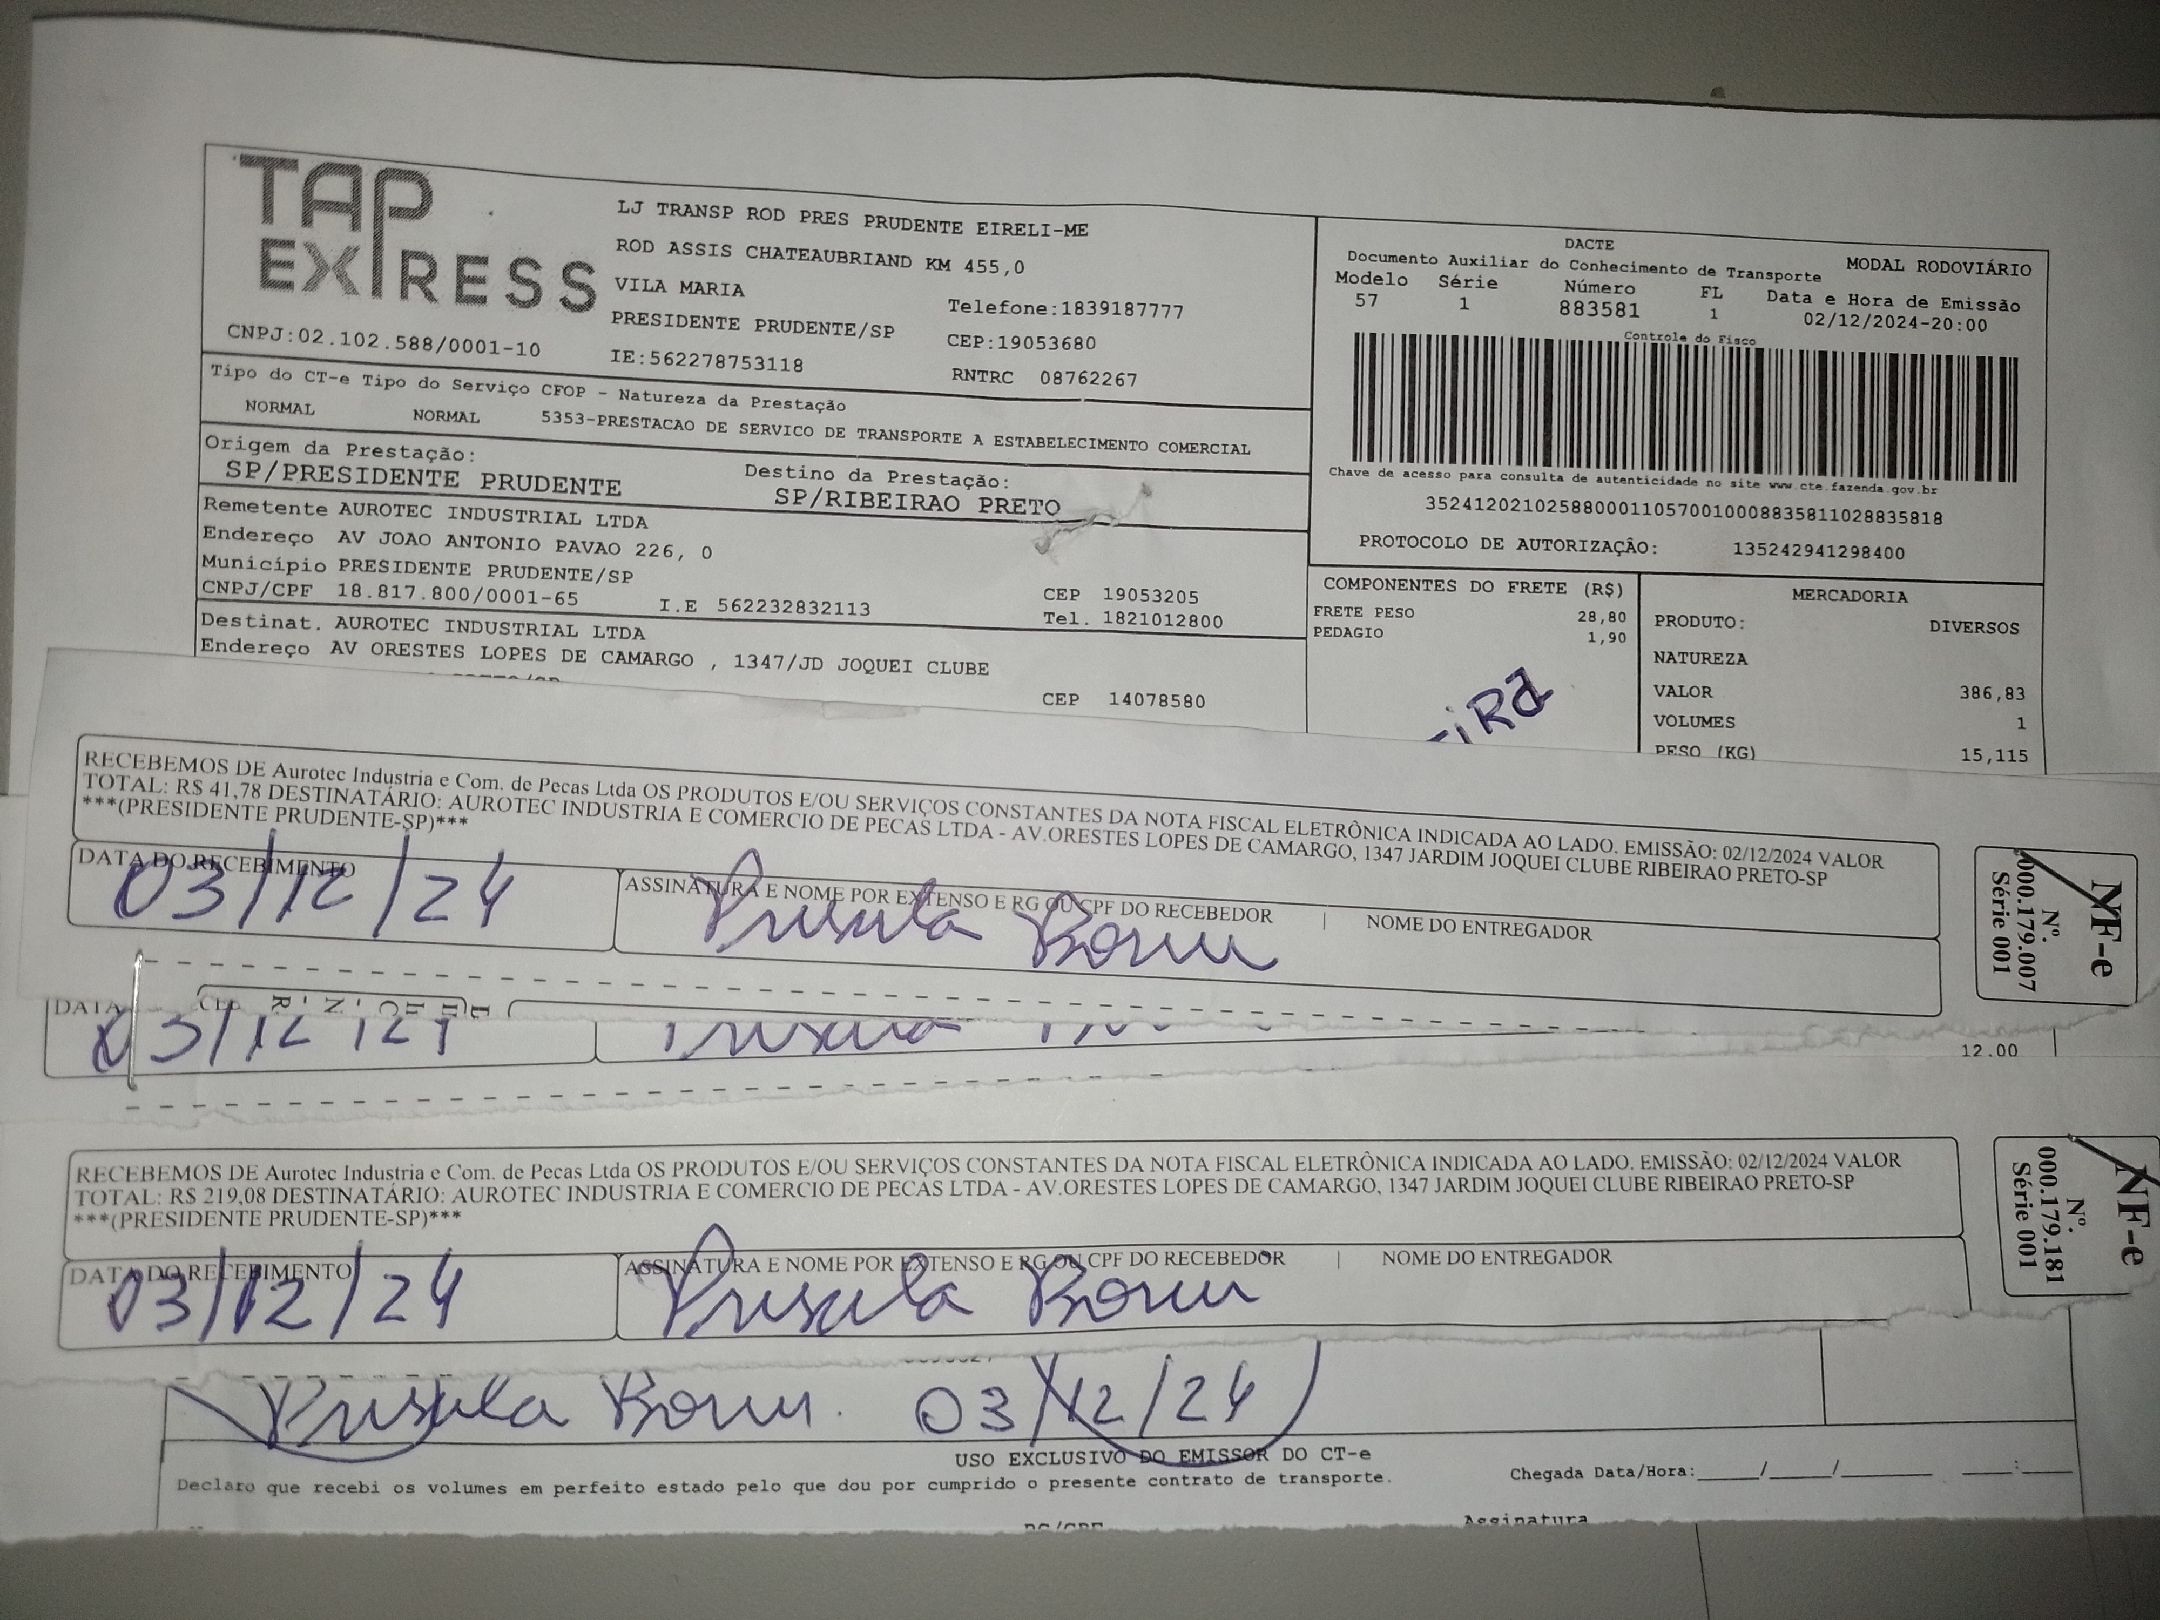 TAP
EXPRESS
CNPJ:02.102.588/0001-10
LJ TRANSP ROD PRES PRUDENTE EIRELI-ME
ROD ASSIS CHATEAUBRIAND KM 455,0
VILA MARIA
Telefone:1839187777
PRESIDENTE PRUDENTE/SP
CEP:19053680
IE:562278753118
RNTRC 08762267
DACTE
Documento Auxiliar do Conhecimento de Transporte
MODAL RODOVIÁRIO
Modelo Série Número FL Data e Hora de Emissão
57 1 883581 1 02/12/2024-20:00
Controle do Fisco
Chave de acesso para consulta de autenticidade no site www.cte.fazenda.gov.br
35241202102588000110570010008835811028835818
PROTOCOLO DE AUTORIZAÇÃO: 135242941298400
Tipo do CT-e Tipo do Serviço CFOP - Natureza da Prestação
NORMAL NORMAL 5353-PRESTACAO DE SERVICO DE TRANSPORTE A ESTABELECIMENTO COMERCIAL
Origem da Prestação:
SP/PRESIDENTE PRUDENTE
Destino da Prestação:
SP/RIBEIRAO PRETO
Remetente AUROTEC INDUSTRIAL LTDA
Endereço AV JOAO ANTONIO PAVAO 226, 0
Município PRESIDENTE PRUDENTE/SP
CEP 19053205
CNPJ/CPF 18.817.800/0001-65 I.E 562232832113
Tel. 1821012800
Destinat. AUROTEC INDUSTRIAL LTDA
Endereço AV ORESTES LOPES DE CAMARGO , 1347/JD JOQUEI CLUBE
CEP 14078580
COMPONENTES DO FRETE (R$)
FRETE PESO 28,80
PEDAGIO 1,90
MERCADORIA
PRODUTO: DIVERSOS
NATUREZA
VALOR 386,83
VOLUMES 1
PESO (KG) 15,115
RECEBEMOS DE Aurotec Industria e Com. de Pecas Ltda OS PRODUTOS E/OU SERVIÇOS CONSTANTES DA NOTA FISCAL ELETRÔNICA INDICADA AO LADO. EMISSÃO: 02/12/2024 VALOR
TOTAL: R$ 41,78 DESTINATÁRIO: AUROTEC INDUSTRIA E COMERCIO DE PECAS LTDA - AV.ORESTES LOPES DE CAMARGO, 1347 JARDIM JOQUEI CLUBE RIBEIRAO PRETO-SP
***(PRESIDENTE PRUDENTE-SP)***
DATA DO RECEBIMENTO
03/12/24
ASSINATURA E NOME POR EXTENSO E RG OU CPF DO RECEBEDOR | NOME DO ENTREGADOR
NF-e
Nº.
000.179.007
Série 001
DATA
03/12/24
12.00
RECEBEMOS DE Aurotec Industria e Com. de Pecas Ltda OS PRODUTOS E/OU SERVIÇOS CONSTANTES DA NOTA FISCAL ELETRÔNICA INDICADA AO LADO. EMISSÃO: 02/12/2024 VALOR
TOTAL: R$ 219,08 DESTINATÁRIO: AUROTEC INDUSTRIA E COMERCIO DE PECAS LTDA - AV.ORESTES LOPES DE CAMARGO, 1347 JARDIM JOQUEI CLUBE RIBEIRAO PRETO-SP
***(PRESIDENTE PRUDENTE-SP)***
DATA DO RECEBIMENTO
03/12/24
ASSINATURA E NOME POR EXTENSO E RG OU CPF DO RECEBEDOR | NOME DO ENTREGADOR
NF-e
Nº.
000.179.181
Série 001
03/12/24
USO EXCLUSIVO DO EMISSOR DO CT-e
Declaro que recebi os volumes em perfeito estado pelo que dou por cumprido o presente contrato de transporte.
Chegada Data/Hora:_____/_____/_______ ____:____
RG/CPF
Assinatura